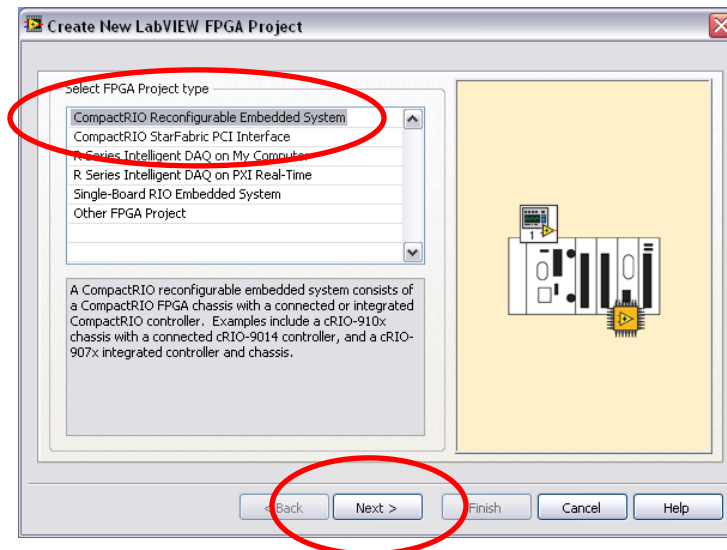 Create New LabVIEW FPGA Project
Select FPGA Project type
CompactRIO Reconfigurable Embedded System
CompactRIO StarFabric PCI Interface
R Series Intelligent DAQ on My Computer
R Series Intelligent DAQ on PXI Real-Time
Single-Board RIO Embedded System
Other FPGA Project
A CompactRIO reconfigurable embedded system consists of
a CompactRIO FPGA chassis with a connected or integrated
CompactRIO controller.  Examples include a cRIO-910x
chassis with a connected cRIO-9014 controller, and a cRIO-
907x integrated controller and chassis.
1
< Back
Next >
Finish
Cancel
Help